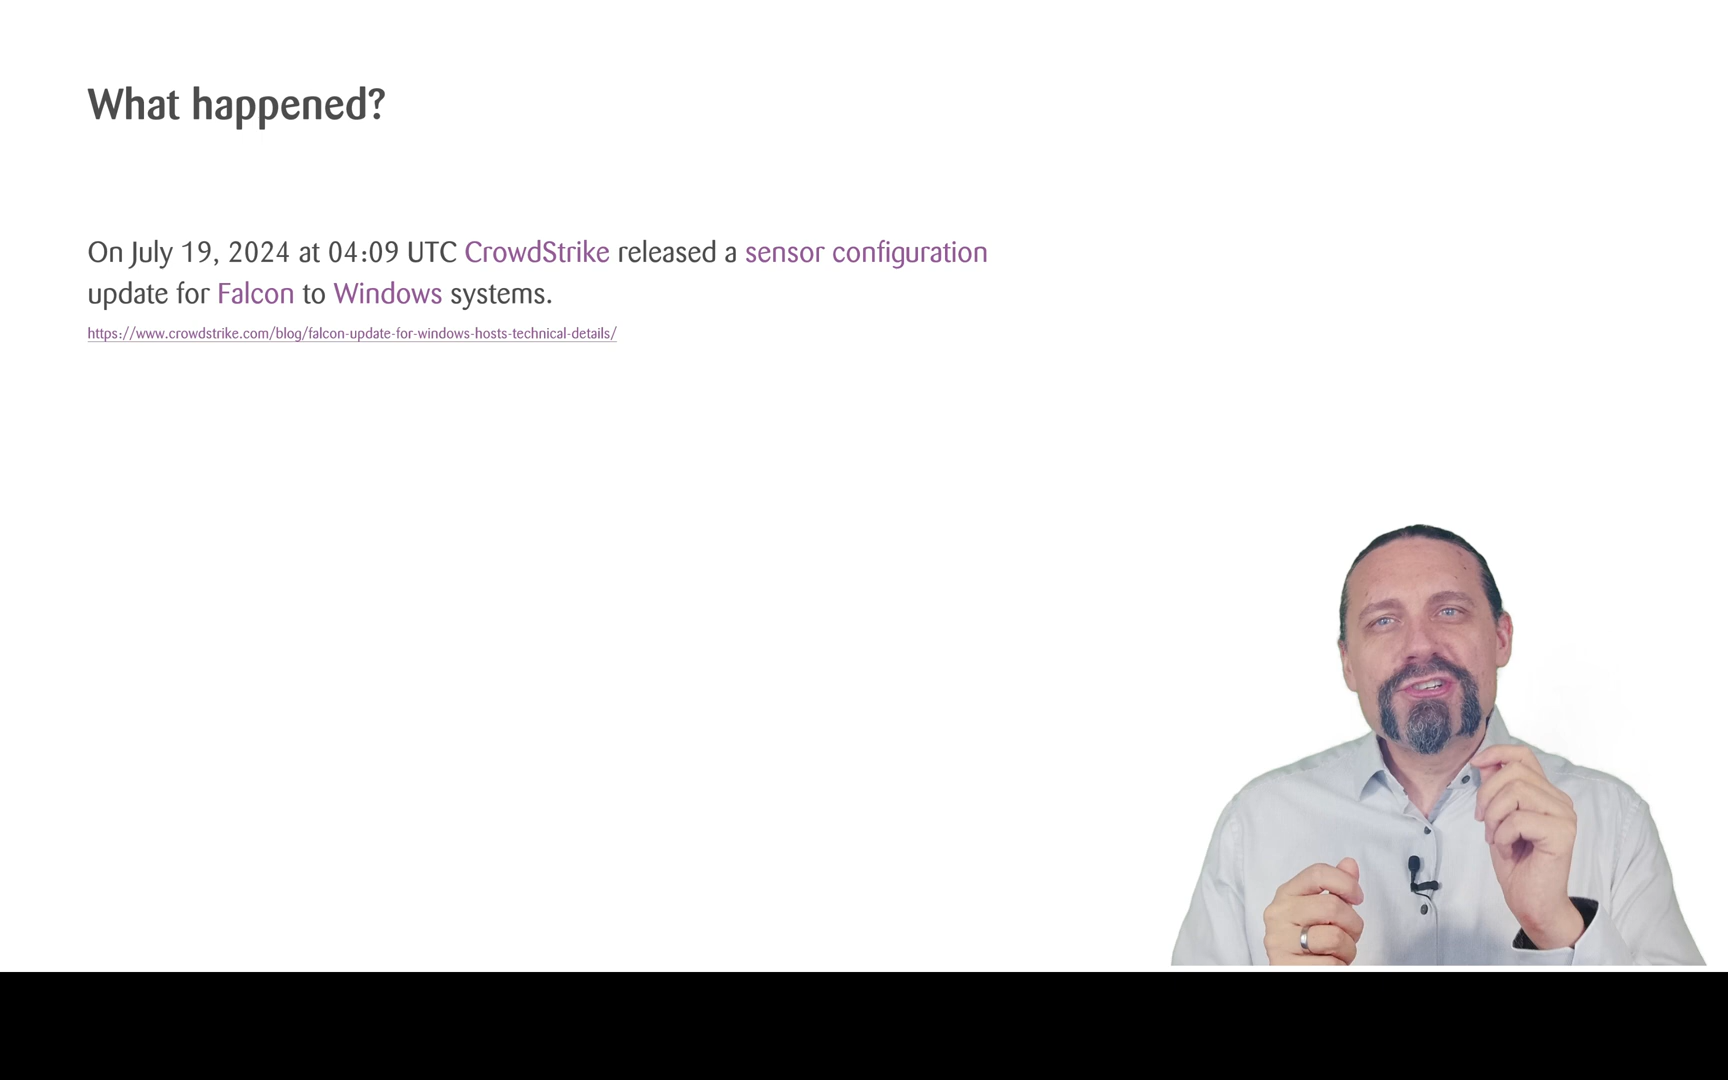 What happened?
On July 19, 2024 at 04:09 UTC CrowdStrike released a sensor configuration
update for Falcon to Windows systems.
https://www.crowdstrike.com/blog/falcon-update-for-windows-hosts-technical-details/